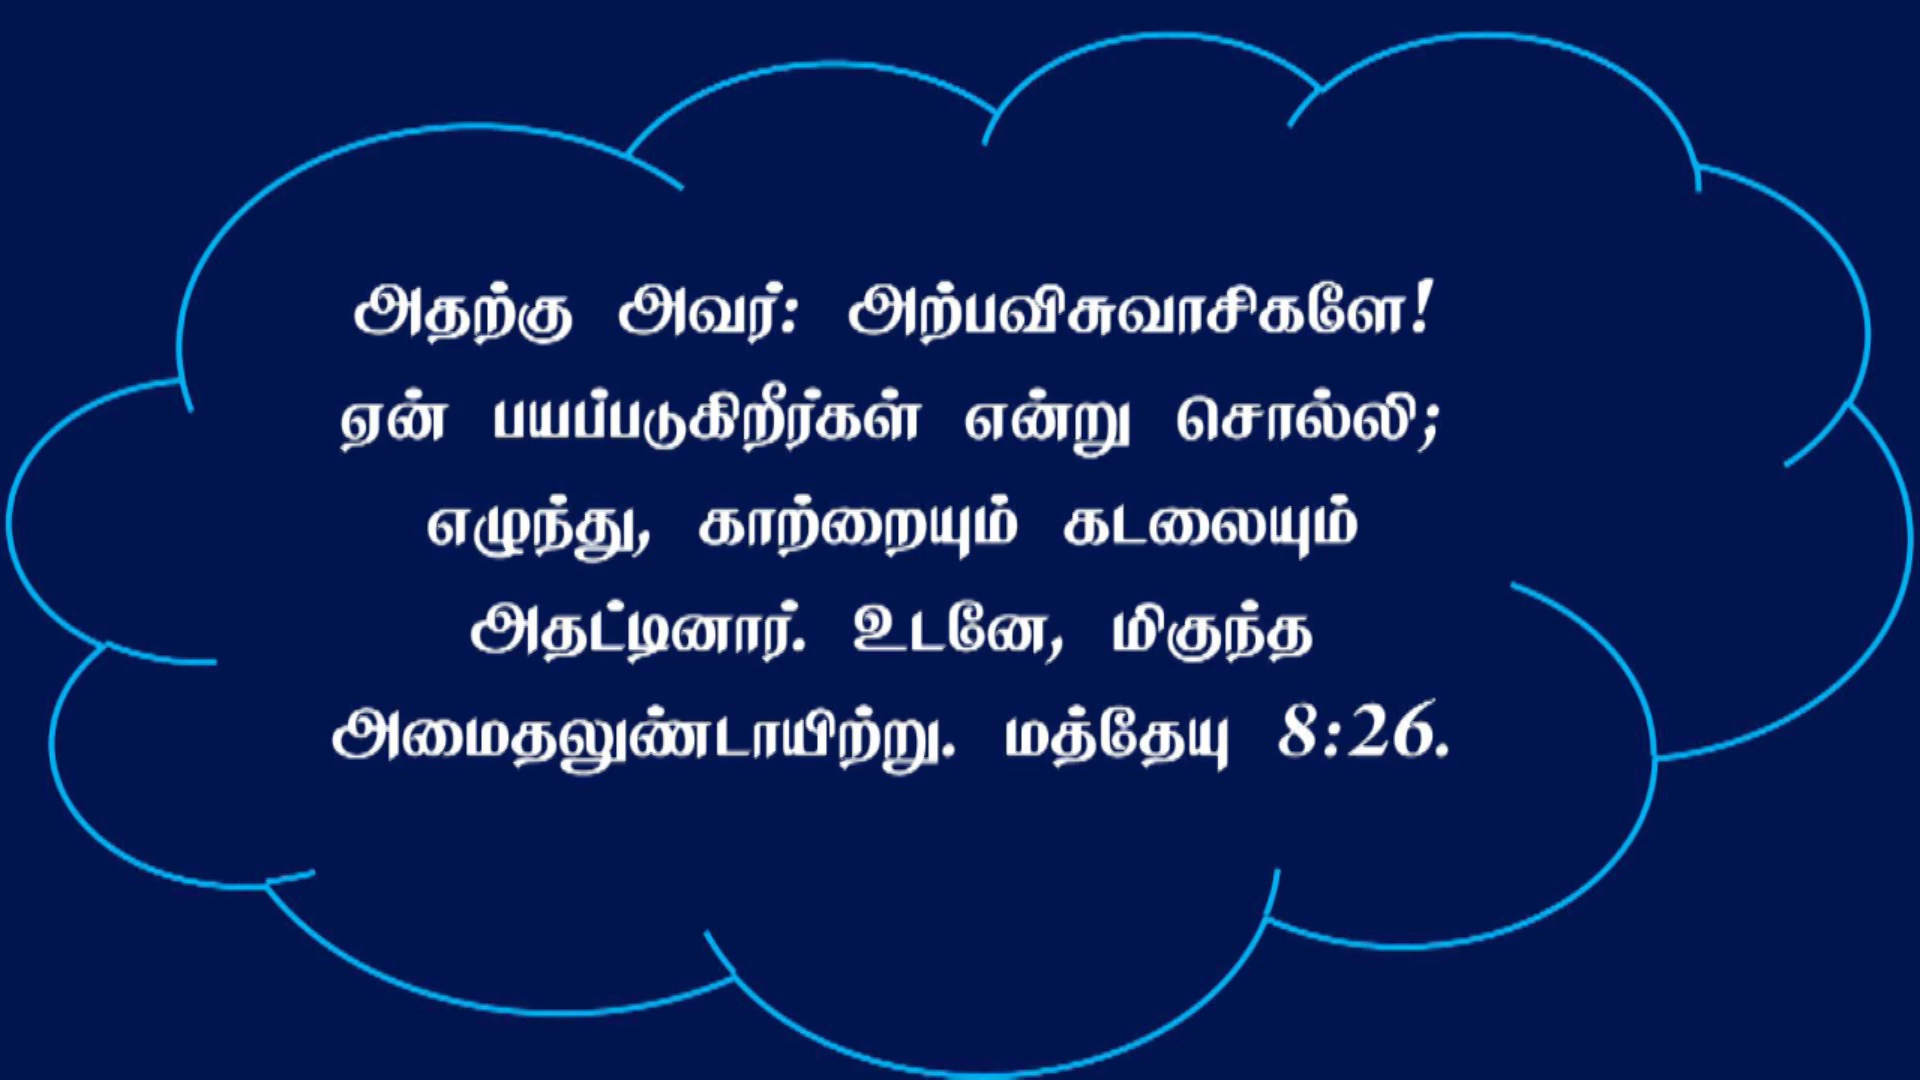 அதற்கு அவர்: அற்பவிசுவாசிகளே!
ஏன் பயப்படுகிறீர்கள் என்று சொல்லி;
எழுந்து, காற்றையும் கடலையும்
அதட்டினார். உடனே, மிகுந்த
அமைதலுண்டாயிற்று. மத்தேயு 8:26.